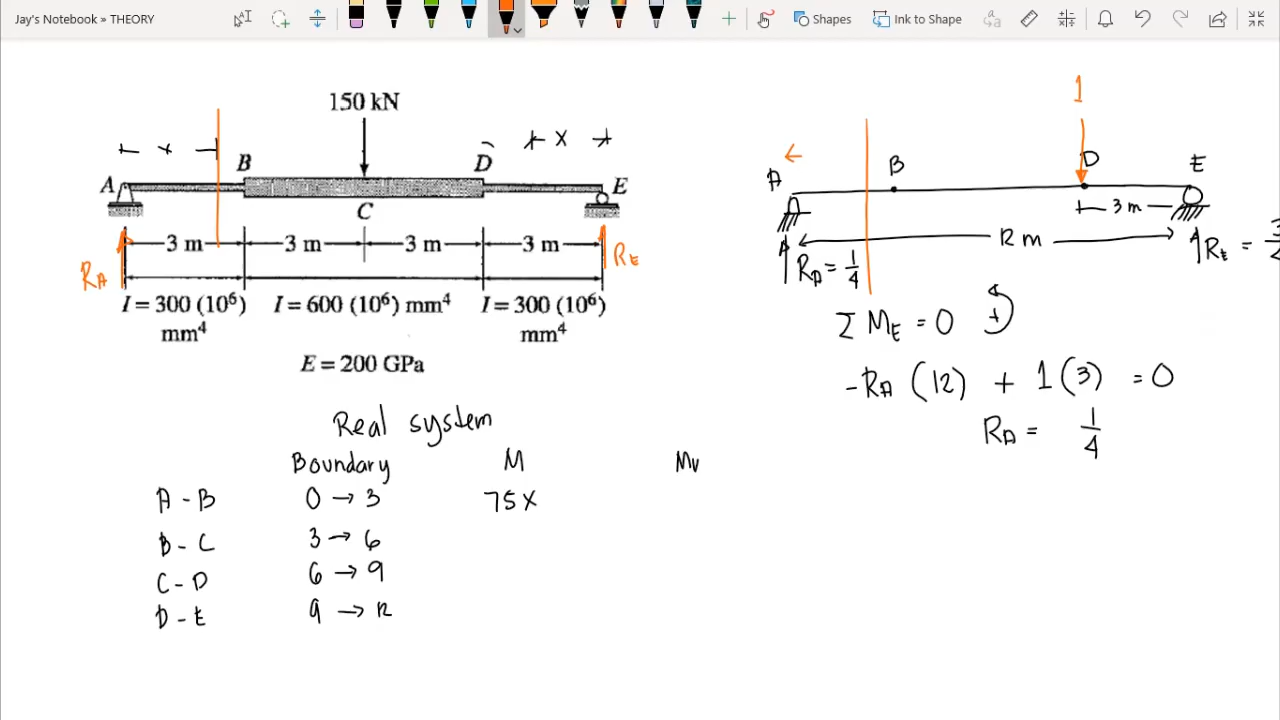 Jay's Notebook » THEORY
Shapes
Ink to Shape
150 kN
x
B
D
x
A
E
C
3 m
3 m
3 m
3 m
RA
RE
I = 300 (10⁶) mm⁴
I = 600 (10⁶) mm⁴
I = 300 (10⁶) mm⁴
E = 200 GPa
Real system
Boundary M Mv
A - B 0 → 3 75x
B - C 3 → 6
C - D 6 → 9
D - E 9 → 12
1
A
B
D
E
3 m
12 m
RA = 1/4
RE =
Σ ME = 0 +
-RA (12) + 1 (3) = 0
RA = 1/4